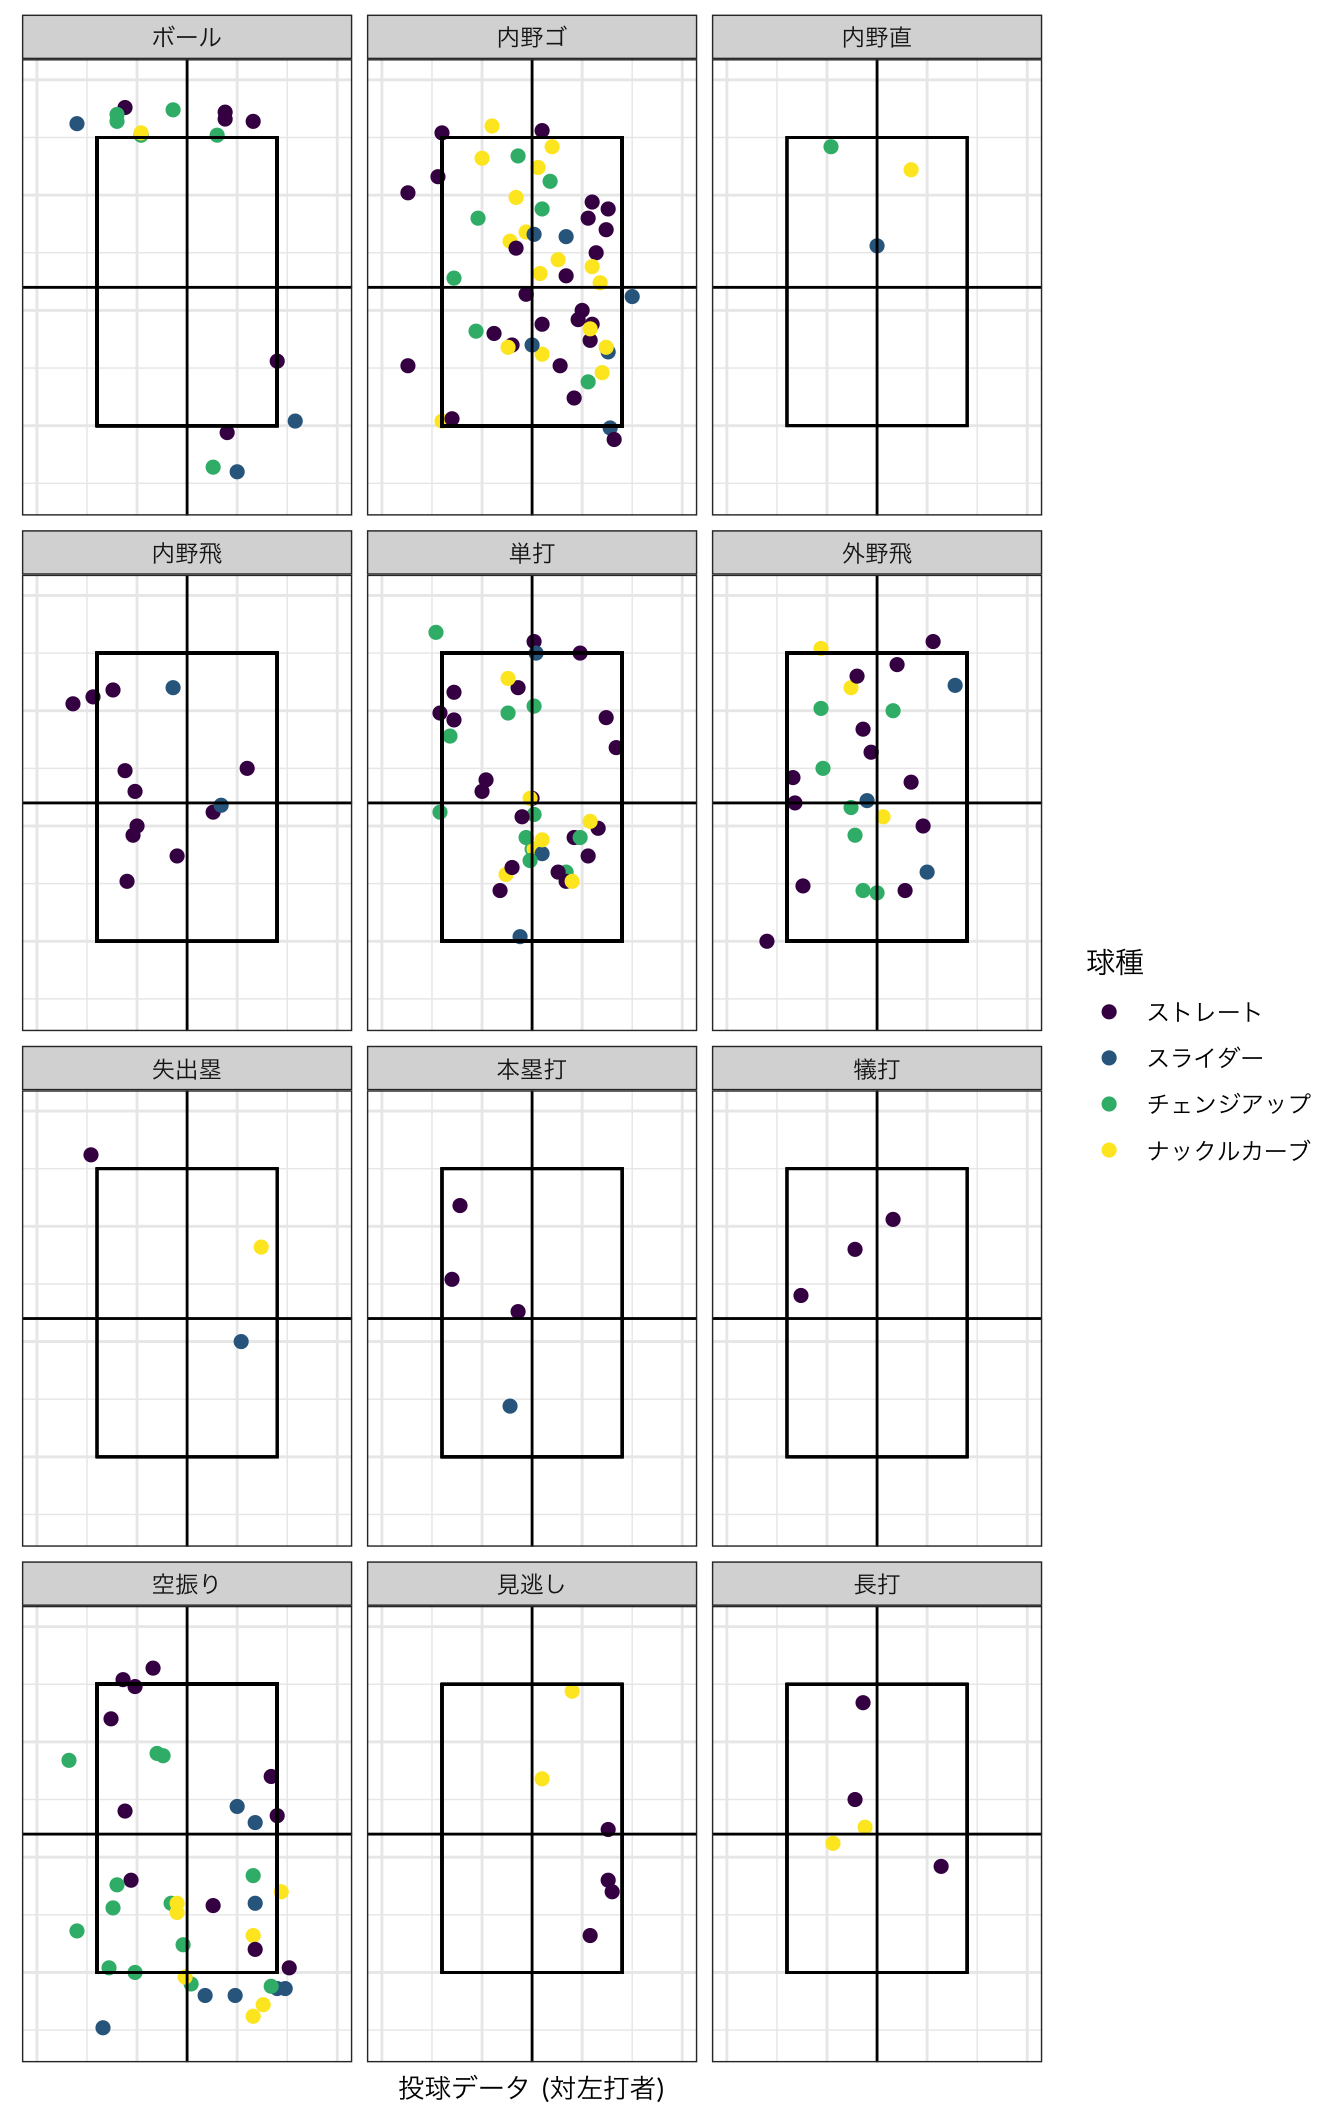 ボール
内野ゴ
内野直
内野飛
単打
外野飛
失出塁
本塁打
犠打
空振り
見逃し
長打
球種
ストレート
スライダー
チェンジアップ
ナックルカーブ
投球データ (対左打者)